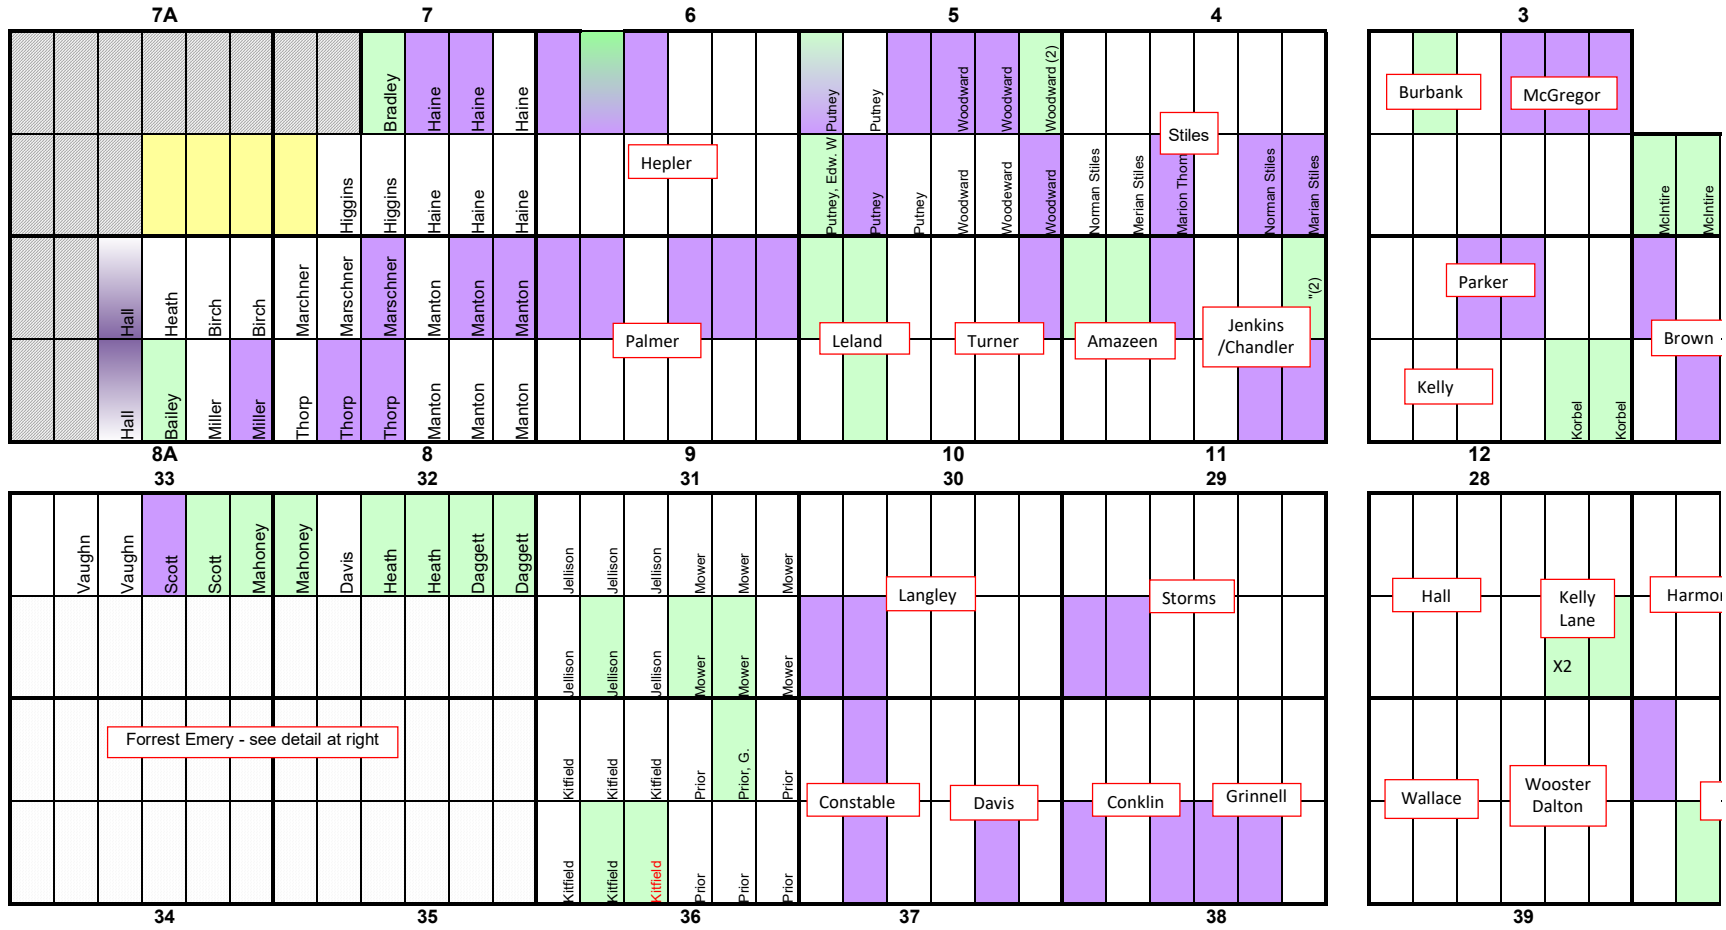 7A 7 6 5 4 3
Bradley Haine Haine Haine Putney Putney Woodward Woodward Woodward (2)
Burbank McGregor
Stiles
Hepler
Higgins Higgins Haine Haine Haine Putney, Edw. W Putney Putney Woodward Woodeward Woodward Norman Stiles Merian Stiles Marion Thom Norman Stiles Marian Stiles McIntire McIntire
Hall Heath Birch Birch Marchner Marschner Marschner Manton Manton Manton "(2)
Parker
Palmer Leland Turner Amazeen Jenkins
/Chandler
Brown -
Kelly
Hall Bailey Miller Miller Thorp Thorp Thorp Manton Manton Manton Korbel Korbel
8A 8 9 10 11 12
33 32 31 30 29 28
Vaughn Vaughn Scott Scott Mahoney Mahoney Davis Heath Heath Daggett Daggett Jellison Jellison Jellison Mower Mower Mower
Langley Storms Hall Kelly
Lane
Harmon
X2
Jellison Jellison Jellison Mower Mower Mower
Forrest Emery - see detail at right
Kitfield Kitfield Kitfield Prior Prior, G. Prior
Constable Davis Conklin Grinnell Wallace Wooster
Dalton
Kitfield Kitfield Kitfield Prior Prior Prior
34 35 36 37 38 39